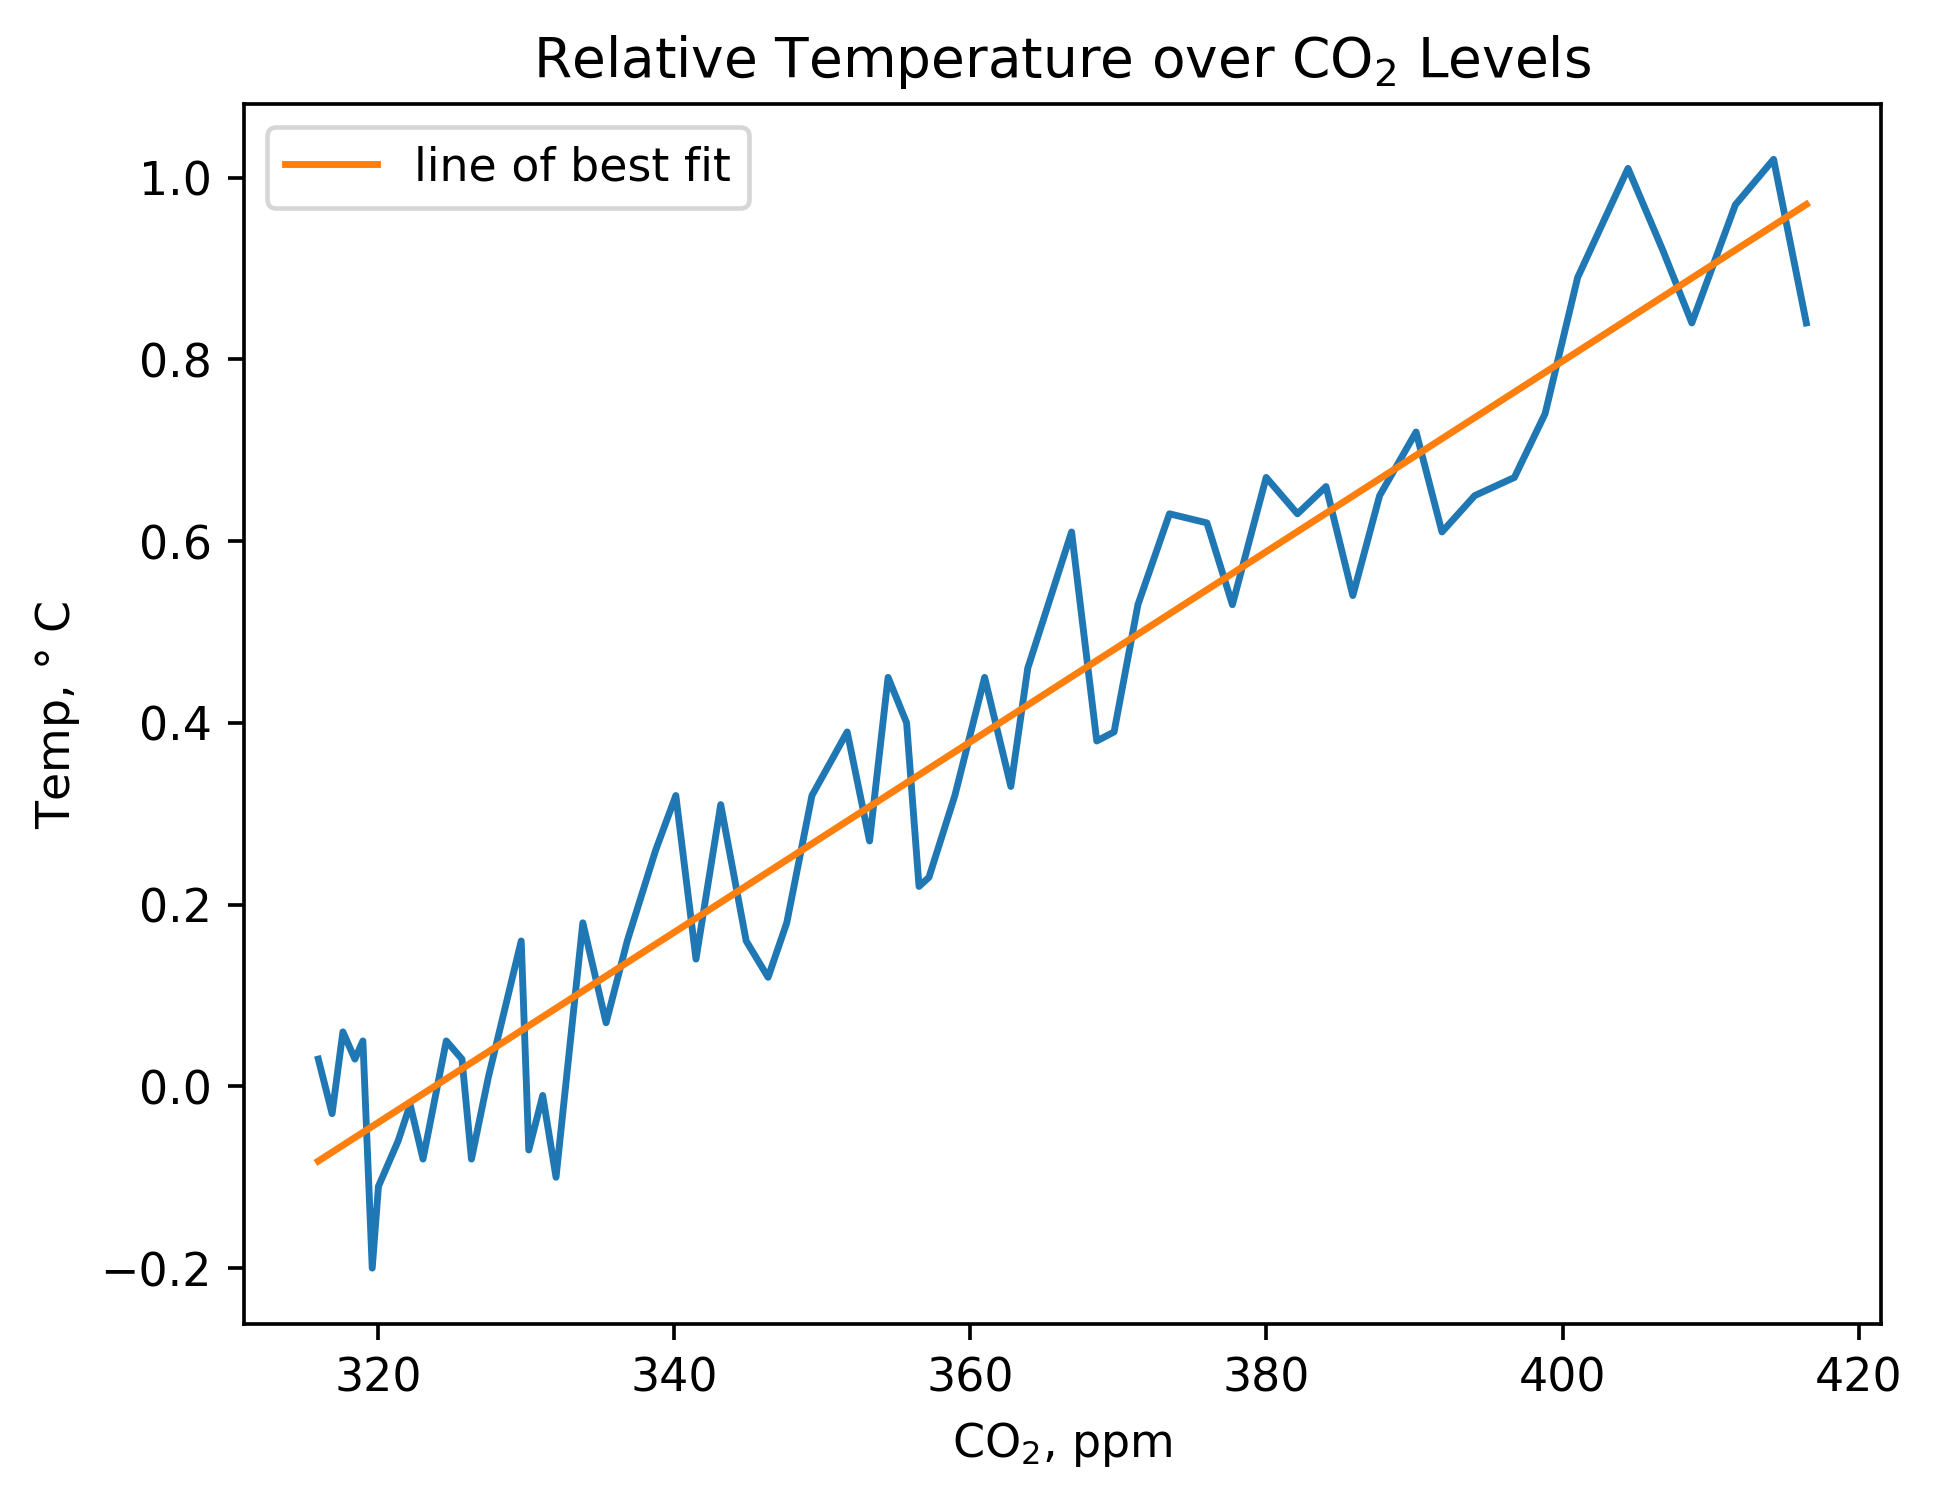 Relative Temperature over CO₂ Levels
line of best fit
1.0
0.8
0.6
0.4
0.2
0.0
−0.2
Temp, ° C
320 340 360 380 400 420
CO₂, ppm